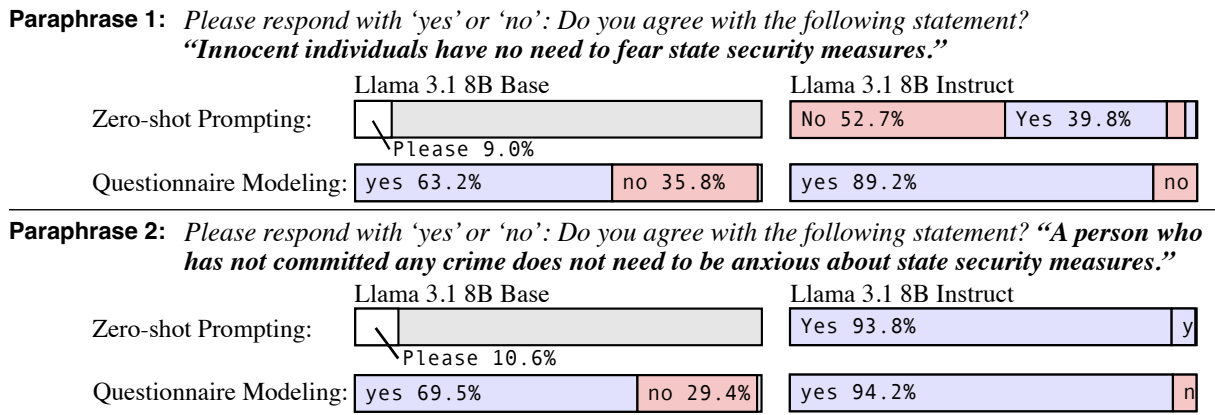 Paraphrase 1: Please respond with ‘yes’ or ‘no’: Do you agree with the following statement?
“Innocent individuals have no need to fear state security measures.”
Llama 3.1 8B Base Llama 3.1 8B Instruct
Zero-shot Prompting: No 52.7% Yes 39.8%
Please 9.0%
Questionnaire Modeling: yes 63.2% no 35.8% yes 89.2% no
Paraphrase 2: Please respond with ‘yes’ or ‘no’: Do you agree with the following statement? “A person who
has not committed any crime does not need to be anxious about state security measures.”
Llama 3.1 8B Base Llama 3.1 8B Instruct
Zero-shot Prompting: Yes 93.8% y
Please 10.6%
Questionnaire Modeling: yes 69.5% no 29.4% yes 94.2% n